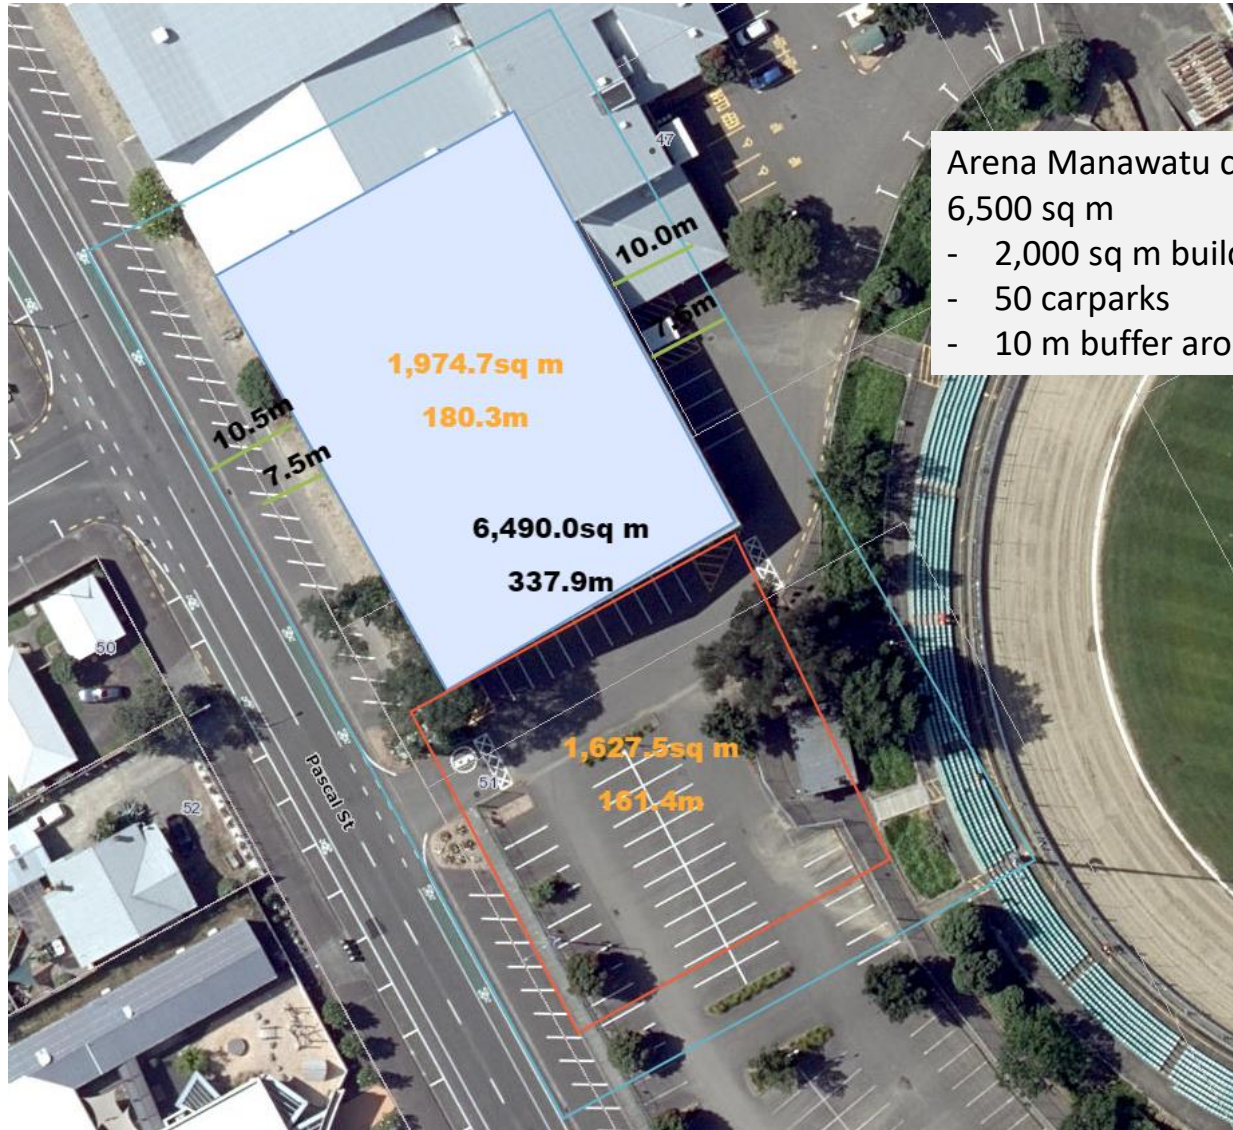 47
Arena Manawatu
6,500 sq m
- 2,000 sq m
- 50 carparks
- 10 m buffer
10.0m
7.5m
1,974.7sq m
180.3m
10.5m
7.5m
6,490.0sq m
337.9m
50
1,627.5sq m
161.4m
51
Pascal St
52